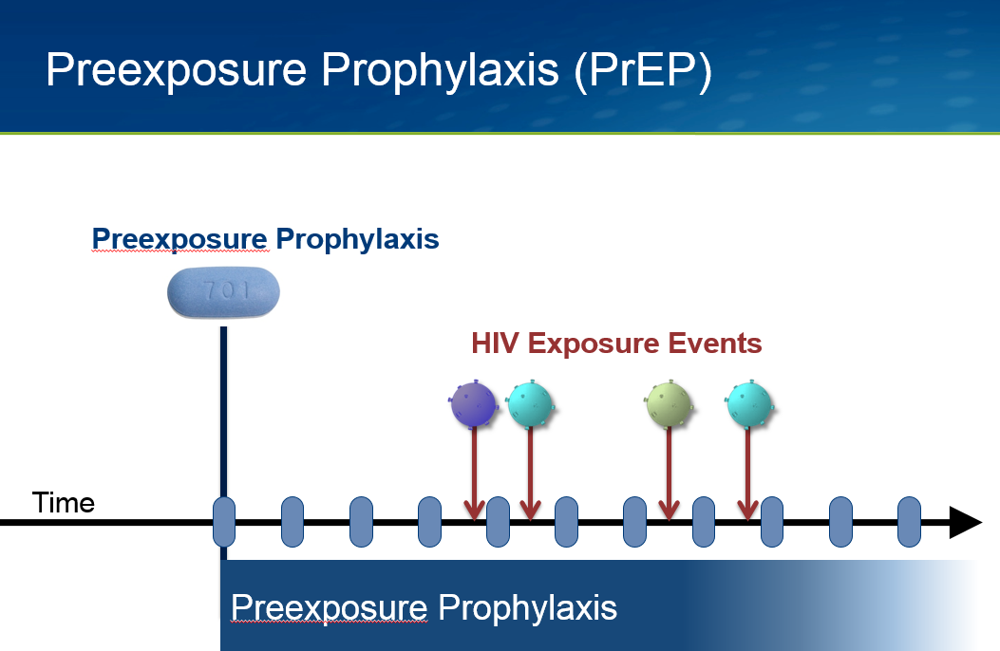 Preexposure Prophylaxis (PrEP)
Preexposure Prophylaxis
701
HIV Exposure Events
Time
Preexposure Prophylaxis